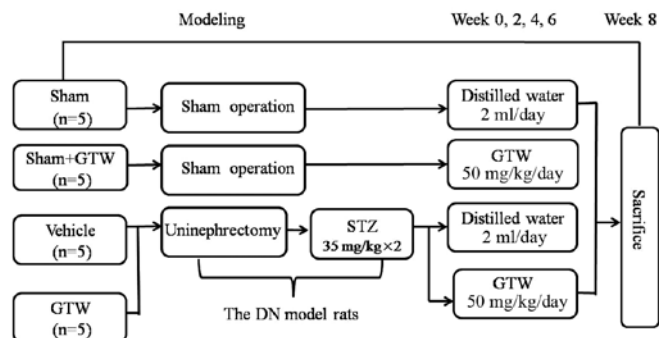 Modeling
Week 0, 2, 4, 6
Week 8
Sham
(n=5)
Sham operation
Distilled water
2 ml/day
Sham+GTW
(n=5)
Sham operation
GTW
50 mg/kg/day
Vehicle
(n=5)
Uninephrectomy
STZ
35 mg/kg×2
Distilled water
2 ml/day
GTW
(n=5)
GTW
50 mg/kg/day
The DN model rats
Sacrifice